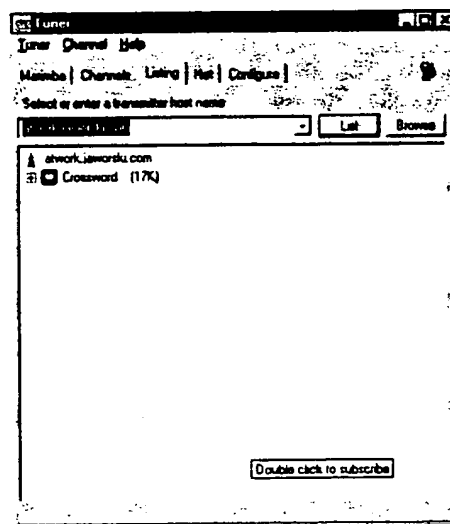 Tuner
Tuner Channel Help
Marimba Channels Listing Hot Configure
Select or enter a transmitter host name
List Browse
atwork.jaworski.com
Crossword (17K)
Double click to subscribe